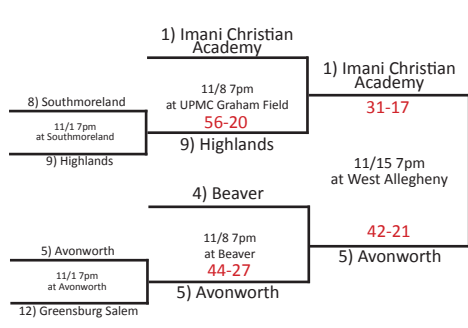 1) Imani Christian
Academy
11/8 7pm
at UPMC Graham Field
56-20
9) Highlands
8) Southmoreland
11/1 7pm
at Southmoreland
9) Highlands
1) Imani Christian
Academy
31-17
11/15 7pm
at West Allegheny
42-21
5) Avonworth
4) Beaver
11/8 7pm
at Beaver
44-27
5) Avonworth
5) Avonworth
11/1 7pm
at Avonworth
12) Greensburg Salem